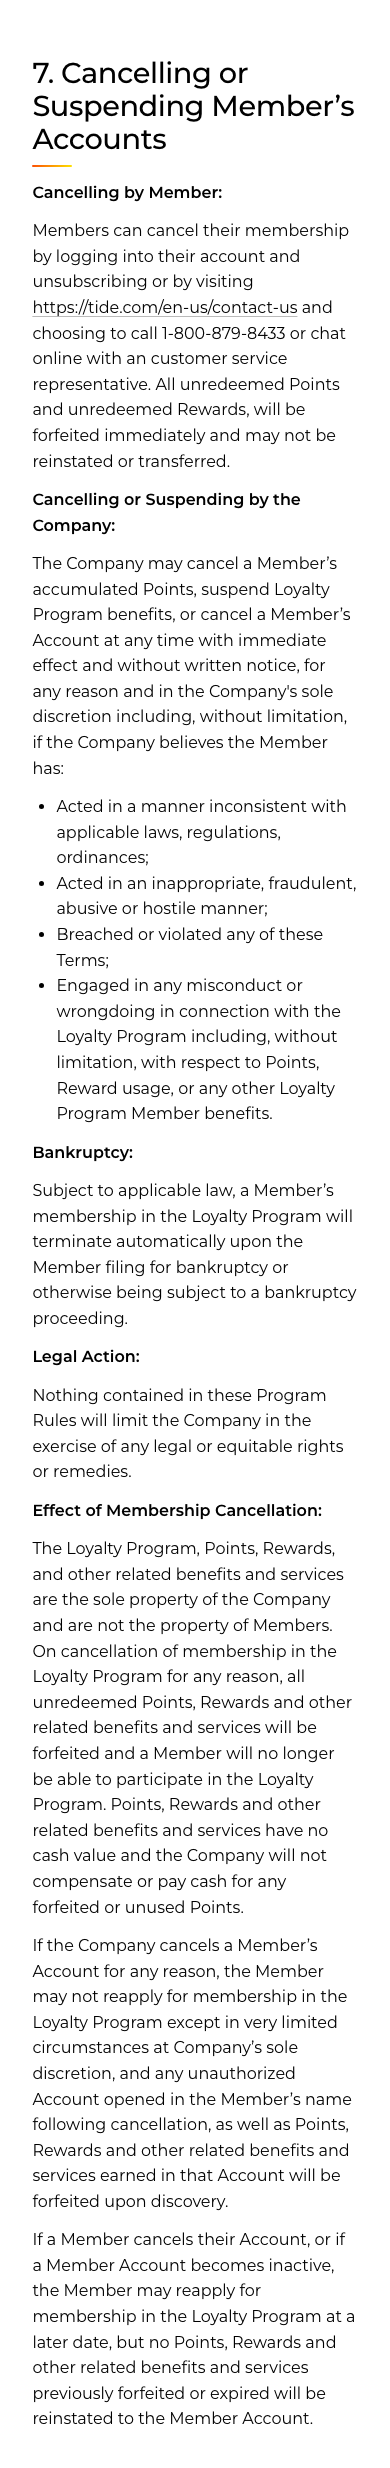 7. Cancelling or
Suspending Member’s
Accounts
Cancelling by Member:
Members can cancel their membership
by logging into their account and
unsubscribing or by visiting
https://tide.com/en-us/contact-us and
choosing to call 1-800-879-8433 or chat
online with an customer service
representative. All unredeemed Points
and unredeemed Rewards, will be
forfeited immediately and may not be
reinstated or transferred.
Cancelling or Suspending by the
Company:
The Company may cancel a Member’s
accumulated Points, suspend Loyalty
Program benefits, or cancel a Member’s
Account at any time with immediate
effect and without written notice, for
any reason and in the Company's sole
discretion including, without limitation,
if the Company believes the Member
has:
• Acted in a manner inconsistent with
applicable laws, regulations,
ordinances;
• Acted in an inappropriate, fraudulent,
abusive or hostile manner;
• Breached or violated any of these
Terms;
• Engaged in any misconduct or
wrongdoing in connection with the
Loyalty Program including, without
limitation, with respect to Points,
Reward usage, or any other Loyalty
Program Member benefits.
Bankruptcy:
Subject to applicable law, a Member’s
membership in the Loyalty Program will
terminate automatically upon the
Member filing for bankruptcy or
otherwise being subject to a bankruptcy
proceeding.
Legal Action:
Nothing contained in these Program
Rules will limit the Company in the
exercise of any legal or equitable rights
or remedies.
Effect of Membership Cancellation:
The Loyalty Program, Points, Rewards,
and other related benefits and services
are the sole property of the Company
and are not the property of Members.
On cancellation of membership in the
Loyalty Program for any reason, all
unredeemed Points, Rewards and other
related benefits and services will be
forfeited and a Member will no longer
be able to participate in the Loyalty
Program. Points, Rewards and other
related benefits and services have no
cash value and the Company will not
compensate or pay cash for any
forfeited or unused Points.
If the Company cancels a Member’s
Account for any reason, the Member
may not reapply for membership in the
Loyalty Program except in very limited
circumstances at Company’s sole
discretion, and any unauthorized
Account opened in the Member’s name
following cancellation, as well as Points,
Rewards and other related benefits and
services earned in that Account will be
forfeited upon discovery.
If a Member cancels their Account, or if
a Member Account becomes inactive,
the Member may reapply for
membership in the Loyalty Program at a
later date, but no Points, Rewards and
other related benefits and services
previously forfeited or expired will be
reinstated to the Member Account.